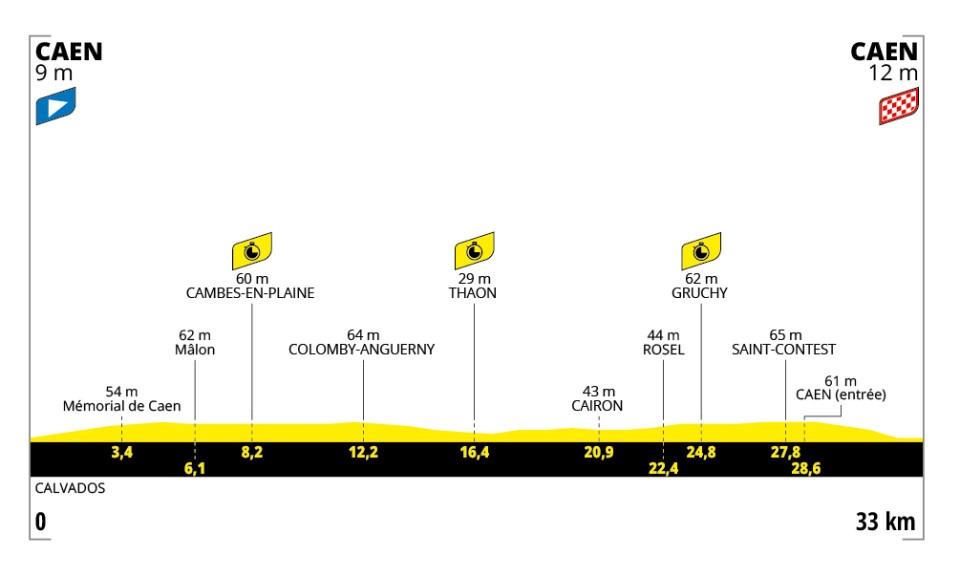 CAEN
9 m
CAEN
12 m
60 m
CAMBES-EN-PLAINE
29 m
THAON
62 m
GRUCHY
62 m
Mâlon
64 m
COLOMBY-ANGUERNY
44 m
ROSEL
65 m
SAINT-CONTEST
54 m
Mémorial de Caen
43 m
CAIRON
61 m
CAEN (entrée)
3,4
6,1
8,2
12,2
16,4
20,9
22,4
24,8
27,8
28,6
CALVADOS
0
33 km